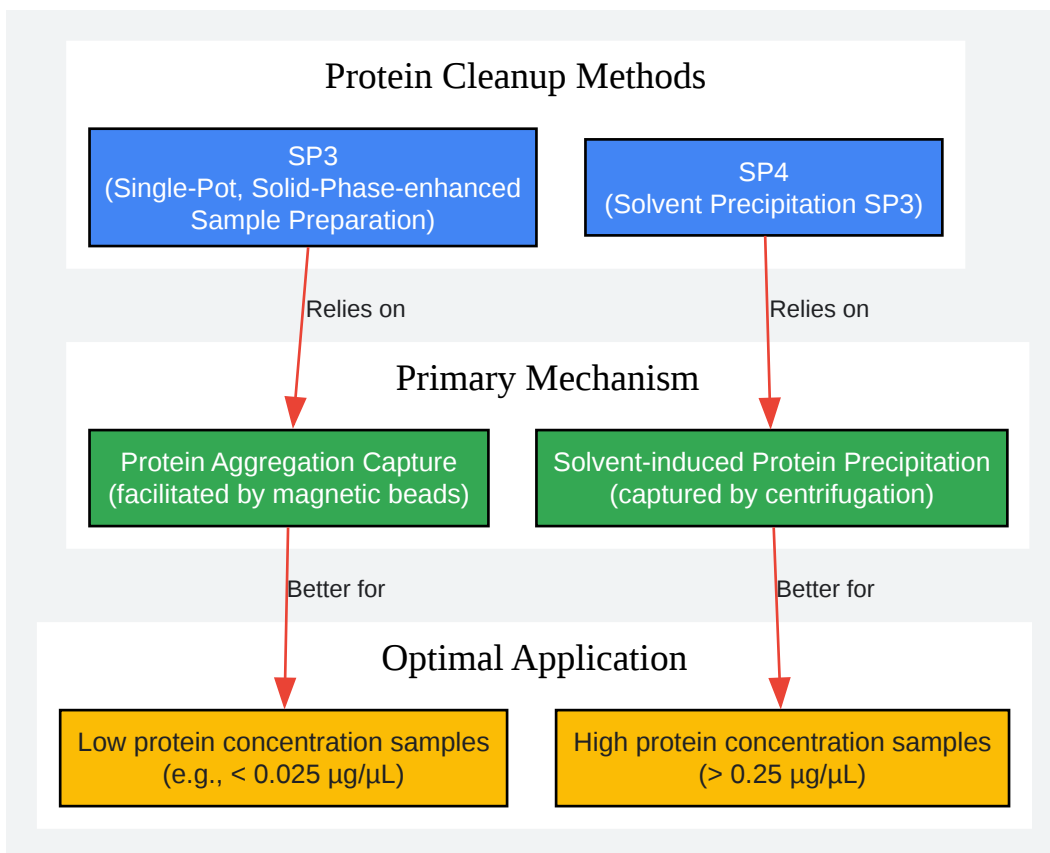 Protein Cleanup Methods
SP3
(Single-Pot, Solid-Phase-enhanced
Sample Preparation)
SP4
(Solvent Precipitation SP3)
Relies on
Relies on
Primary Mechanism
Protein Aggregation Capture
(facilitated by magnetic beads)
Solvent-induced Protein Precipitation
(captured by centrifugation)
Better for
Better for
Optimal Application
Low protein concentration samples
(e.g., < 0.025 µg/µL)
High protein concentration samples
(> 0.25 µg/µL)